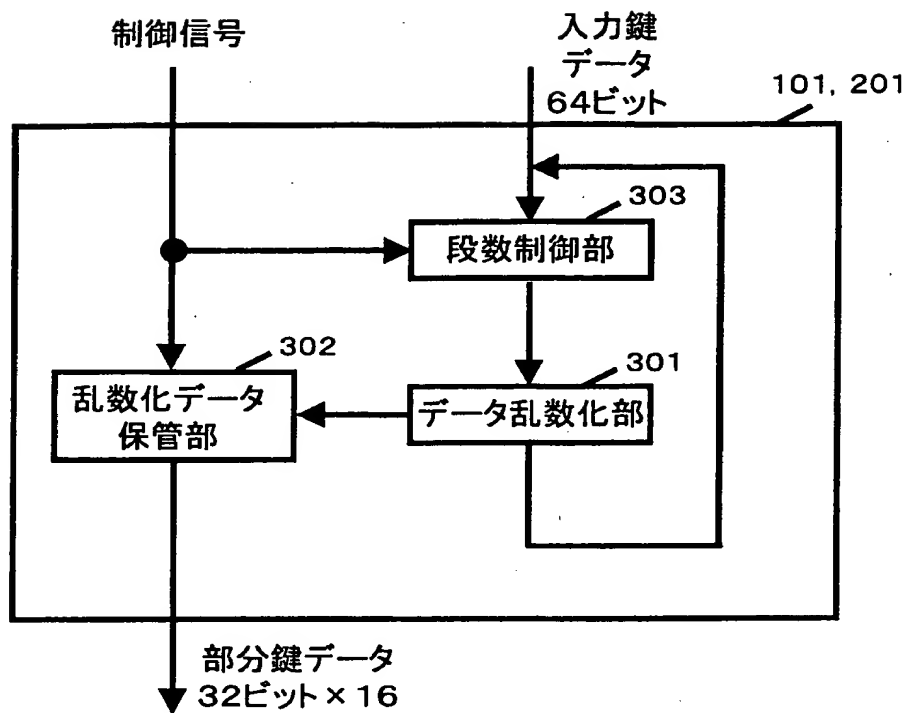 制御信号
入力鍵
データ
64ビット
101, 201
303
段数制御部
302
乱数化データ
保管部
301
データ乱数化部
部分鍵データ
32ビット×16